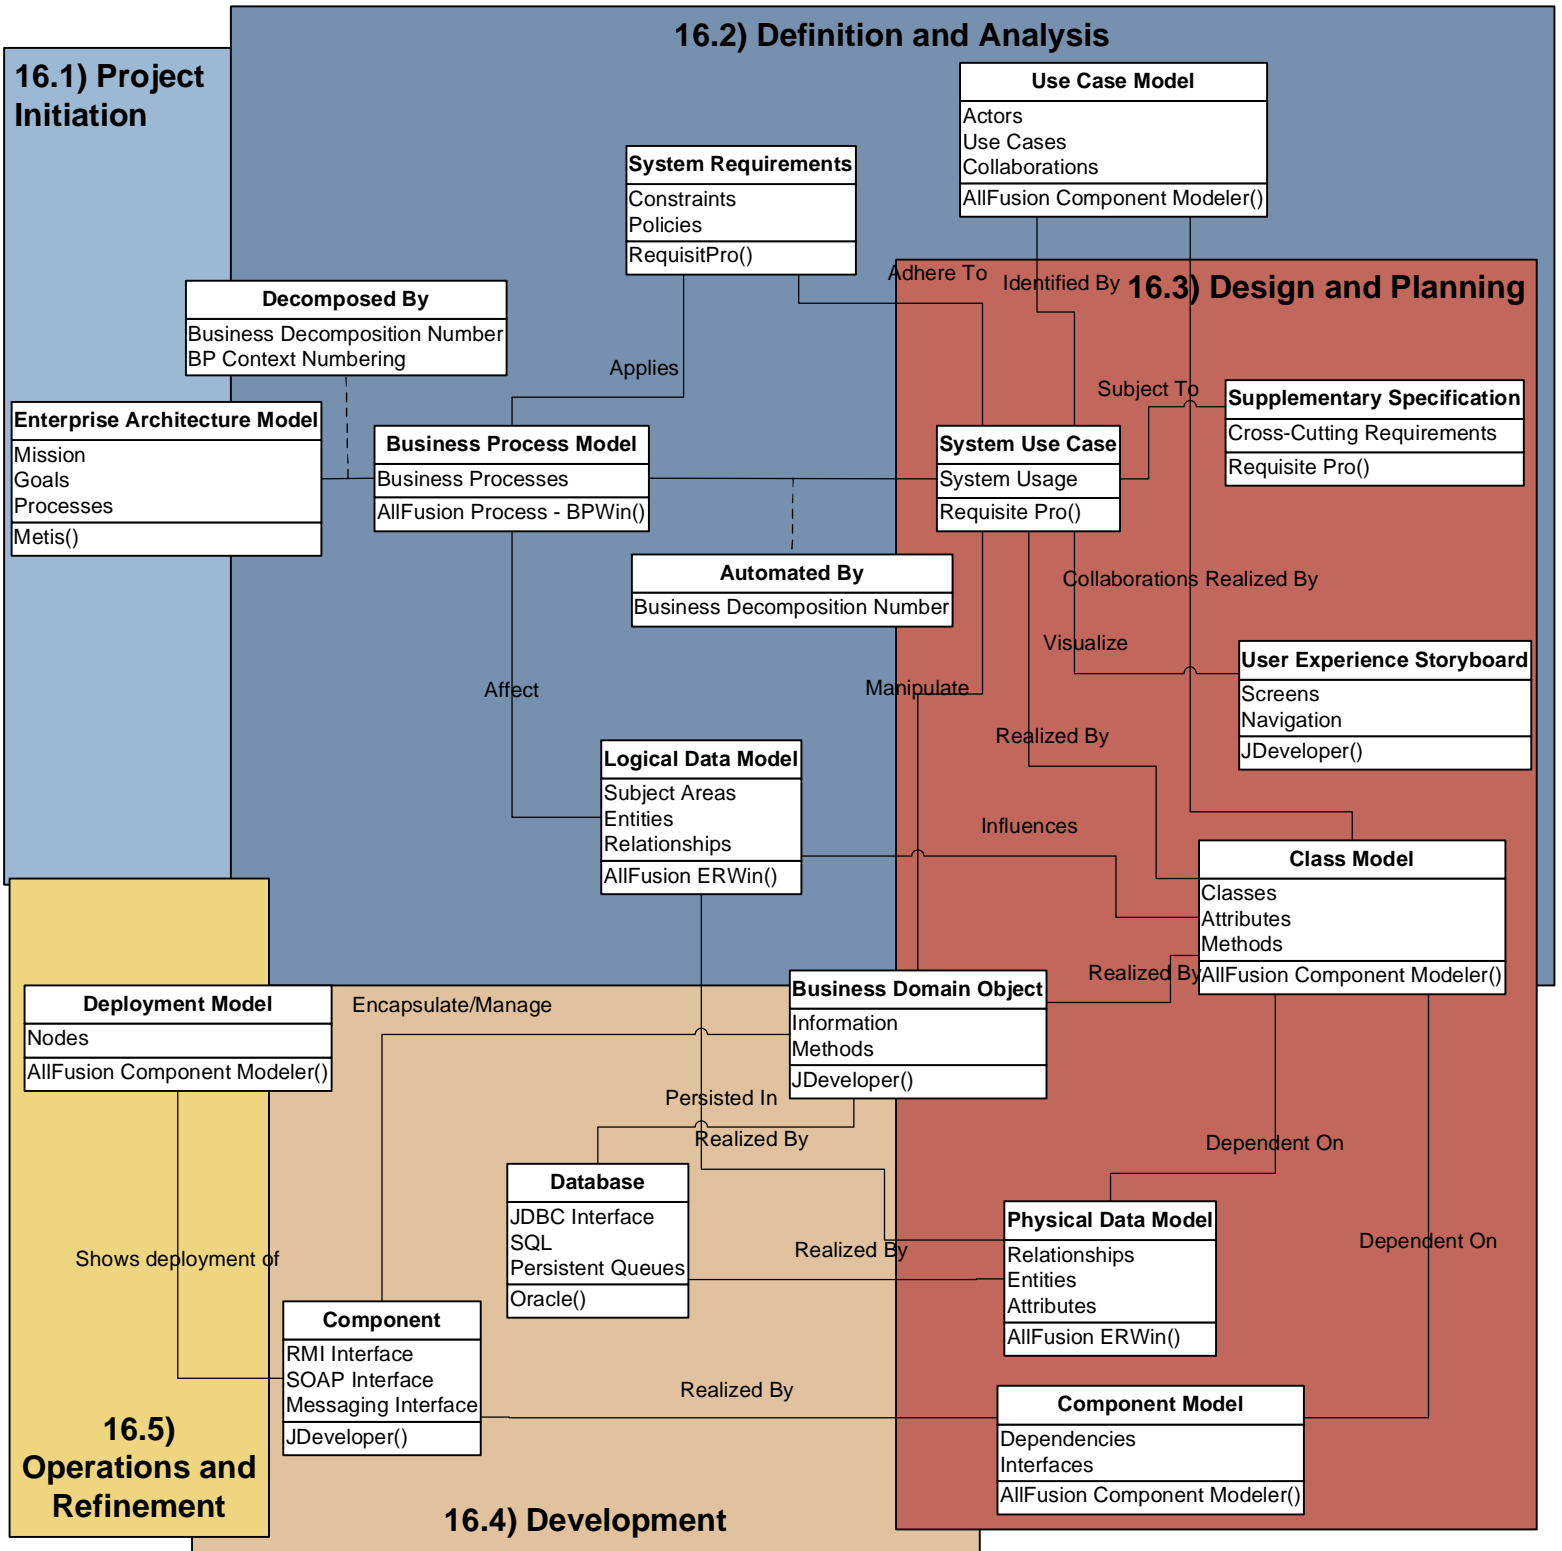 16.2) Definition and Analysis
16.1) Project
Initiation
Use Case Model
Actors
Use Cases
Collaborations
AllFusion Component Modeler()
System Requirements
Constraints
Policies
RequisitPro()
Adhere To
Identified By
16.3) Design and Planning
Decomposed By
Business Decomposition Number
BP Context Numbering
Applies
Subject To
Supplementary Specification
Cross-Cutting Requirements
Requisite Pro()
Enterprise Architecture Model
Mission
Goals
Processes
Metis()
Business Process Model
Business Processes
AllFusion Process - BPWin()
System Use Case
System Usage
Requisite Pro()
Automated By
Business Decomposition Number
Collaborations Realized By
Visualize
User Experience Storyboard
Screens
Navigation
JDeveloper()
Affect
Manipulate
Realized By
Logical Data Model
Subject Areas
Entities
Relationships
AllFusion ERWin()
Influences
Class Model
Classes
Attributes
Methods
AllFusion Component Modeler()
Realized By
Deployment Model
Nodes
AllFusion Component Modeler()
Encapsulate/Manage
Business Domain Object
Information
Methods
JDeveloper()
Persisted In
Realized By
Dependent On
Database
JDBC Interface
SQL
Persistent Queues
Oracle()
Realized By
Physical Data Model
Relationships
Entities
Attributes
AllFusion ERWin()
Dependent On
Shows deployment of
Component
RMI Interface
SOAP Interface
Messaging Interface
JDeveloper()
Realized By
Component Model
Dependencies
Interfaces
AllFusion Component Modeler()
16.5)
Operations and
Refinement
16.4) Development